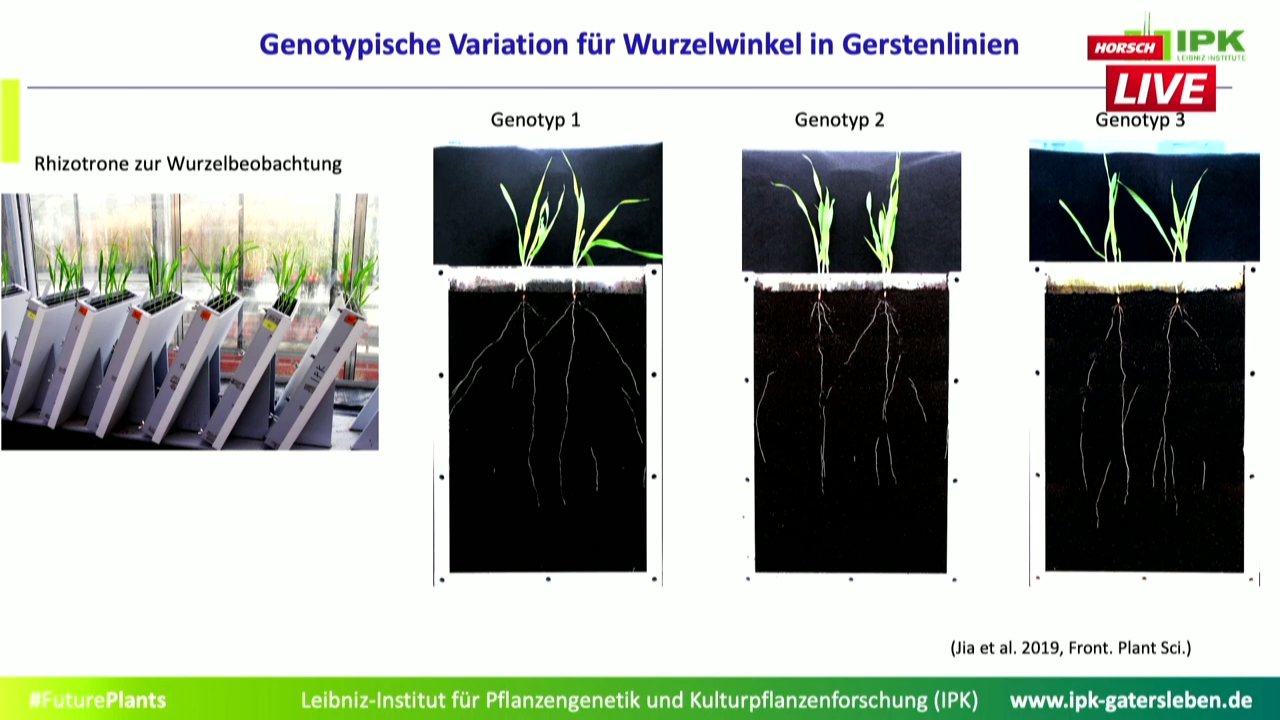 Genotypische Variation für Wurzelwinkel in Gerstenlinien
HORSCH
IPK
LEIBNIZ INSTITUTE
LIVE
Genotyp 1
Genotyp 2
Genotyp 3
Rhizotrone zur Wurzelbeobachtung
IPK
(Jia et al. 2019, Front. Plant Sci.)
#FuturePlants
Leibniz-Institut für Pflanzengenetik und Kulturpflanzenforschung (IPK)
www.ipk-gatersleben.de